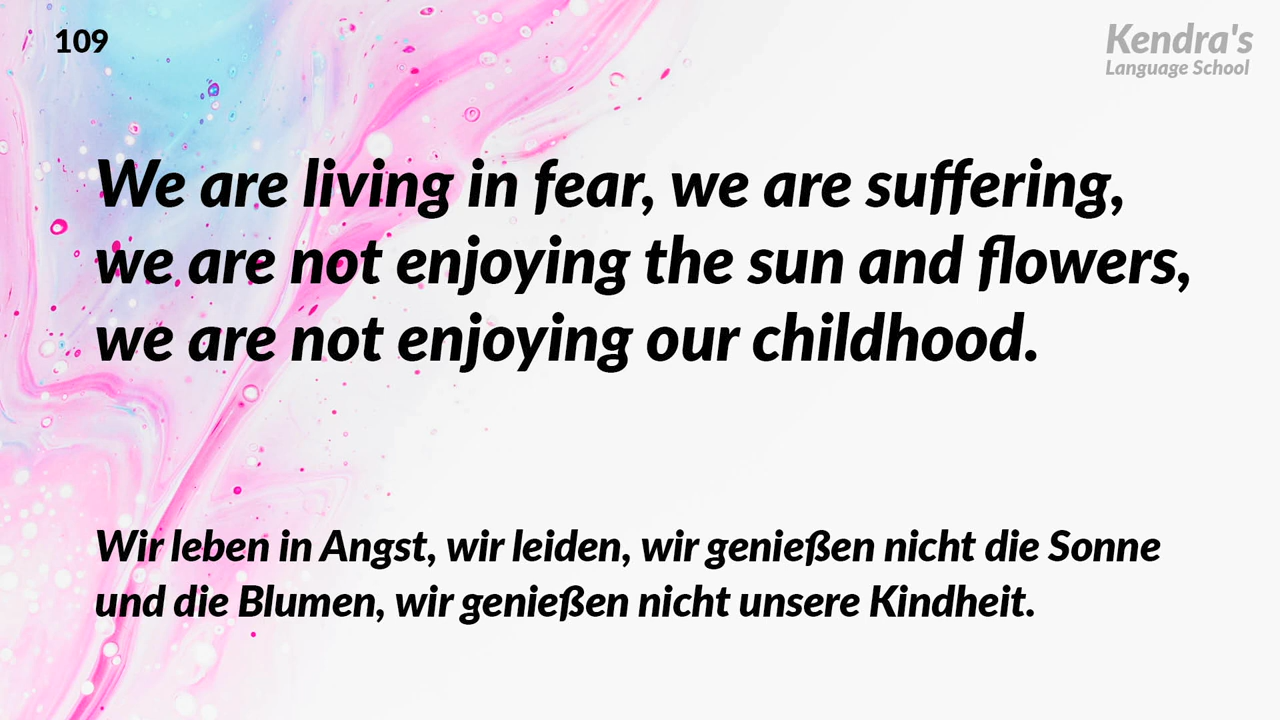 109
Kendra's
Language School
We are living in fear, we are suffering,
we are not enjoying the sun and flowers,
we are not enjoying our childhood.
Wir leben in Angst, wir leiden, wir genießen nicht die Sonne
und die Blumen, wir genießen nicht unsere Kindheit.